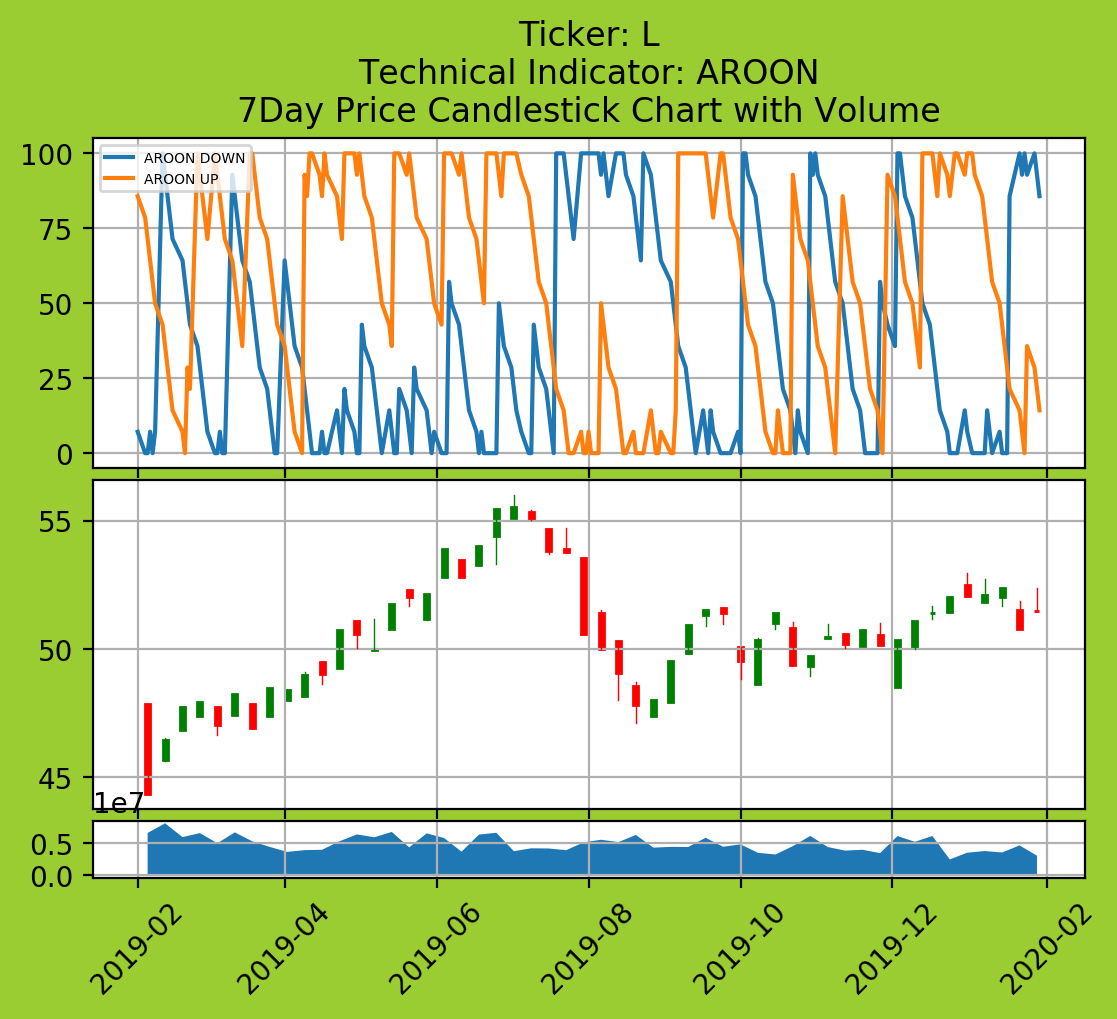 Ticker: L
Technical Indicator: AROON
7Day Price Candlestick Chart with Volume
100
75
50
25
0
AROON DOWN
AROON UP
55
50
45
1e7
0.5
0.0
2019-02
2019-04
2019-06
2019-08
2019-10
2019-12
2020-02